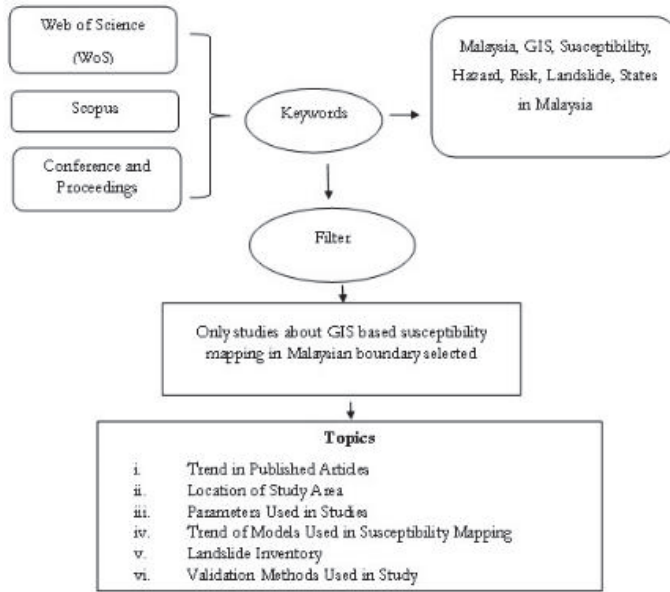 Web of Science
(WoS)
Scopus
Conference and
Proceedings
Keywords
Malaysia, GIS, Susceptibility,
Hazard, Risk, Landslide, States
in Malaysia
Filter
Only studies about GIS based susceptibility
mapping in Malaysian boundary selected
Topics
i. Trend in Published Articles
ii. Location of Study Area
iii. Parameters Used in Studies
iv. Trend of Models Used in Susceptibility Mapping
v. Landslide Inventory
vi. Validation Methods Used in Study